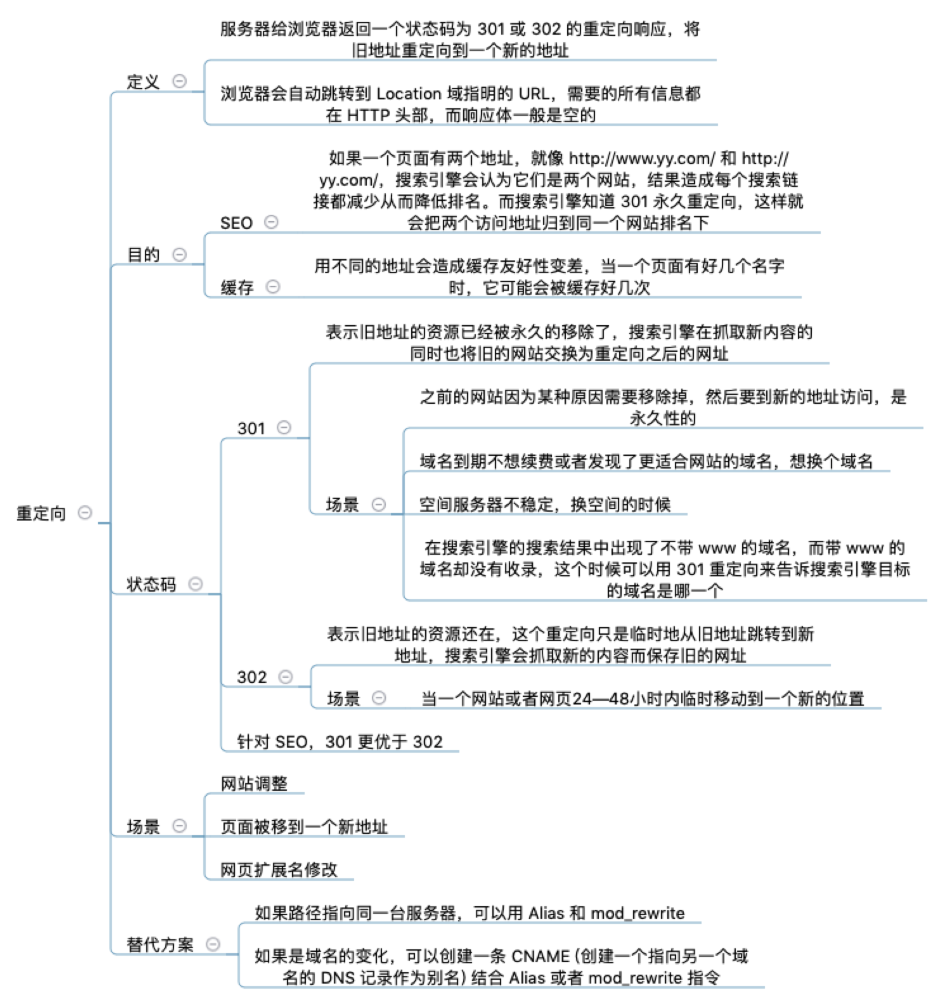 服务器给浏览器返回一个状态码为 301 或 302 的重定向响应，将
旧地址重定向到一个新的地址
定义
浏览器会自动跳转到 Location 域指明的 URL，需要的所有信息都
在 HTTP 头部，而响应体一般是空的
如果一个页面有两个地址，就像 http://www.yy.com/ 和 http://
yy.com/，搜索引擎会认为它们是两个网站，结果造成每个搜索链
接都减少从而降低排名。而搜索引擎知道 301 永久重定向，这样就
会把两个访问地址归到同一个网站排名下
SEO
目的
用不同的地址会造成缓存友好性变差，当一个页面有好几个名字
时，它可能会被缓存好几次
缓存
表示旧地址的资源已经被永久的移除了，搜索引擎在抓取新内容的
同时也将旧的网站交换为重定向之后的网址
301
之前的网站因为某种原因需要移除掉，然后要到新的地址访问，是
永久性的
域名到期不想续费或者发现了更适合网站的域名，想换个域名
场景
空间服务器不稳定，换空间的时候
重定向
在搜索引擎的搜索结果中出现了不带 www 的域名，而带 www 的
域名却没有收录，这个时候可以用 301 重定向来告诉搜索引擎目标
的域名是哪一个
状态码
表示旧地址的资源还在，这个重定向只是临时地从旧地址跳转到新
地址，搜索引擎会抓取新的内容而保存旧的网址
302
场景
当一个网站或者网页24—48小时内临时移动到一个新的位置
针对 SEO，301 更优于 302
网站调整
场景
页面被移到一个新地址
网页扩展名修改
如果路径指向同一台服务器，可以用 Alias 和 mod_rewrite
替代方案
如果是域名的变化，可以创建一条 CNAME (创建一个指向另一个域
名的 DNS 记录作为别名) 结合 Alias 或者 mod_rewrite 指令